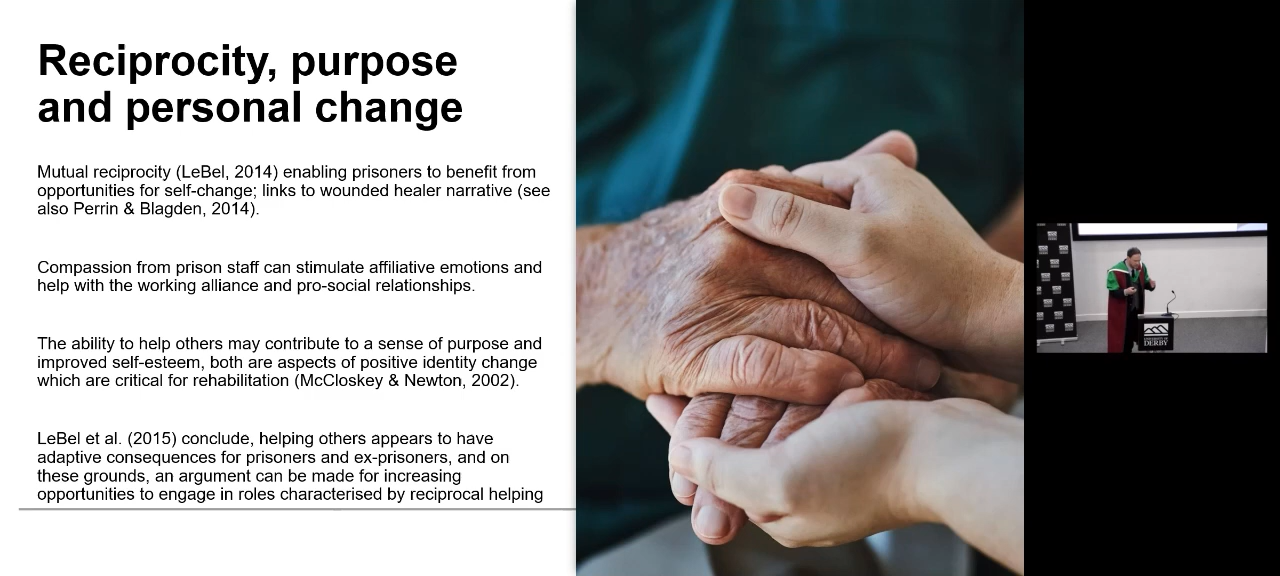 Reciprocity, purpose
and personal change
Mutual reciprocity (LeBel, 2014) enabling prisoners to benefit from
opportunities for self-change; links to wounded healer narrative (see
also Perrin & Blagden, 2014).
Compassion from prison staff can stimulate affiliative emotions and
help with the working alliance and pro-social relationships.
The ability to help others may contribute to a sense of purpose and
improved self-esteem, both are aspects of positive identity change
which are critical for rehabilitation (McCloskey & Newton, 2002).
LeBel et al. (2015) conclude, helping others appears to have
adaptive consequences for prisoners and ex-prisoners, and on
these grounds, an argument can be made for increasing
opportunities to engage in roles characterised by reciprocal helping
DERBY